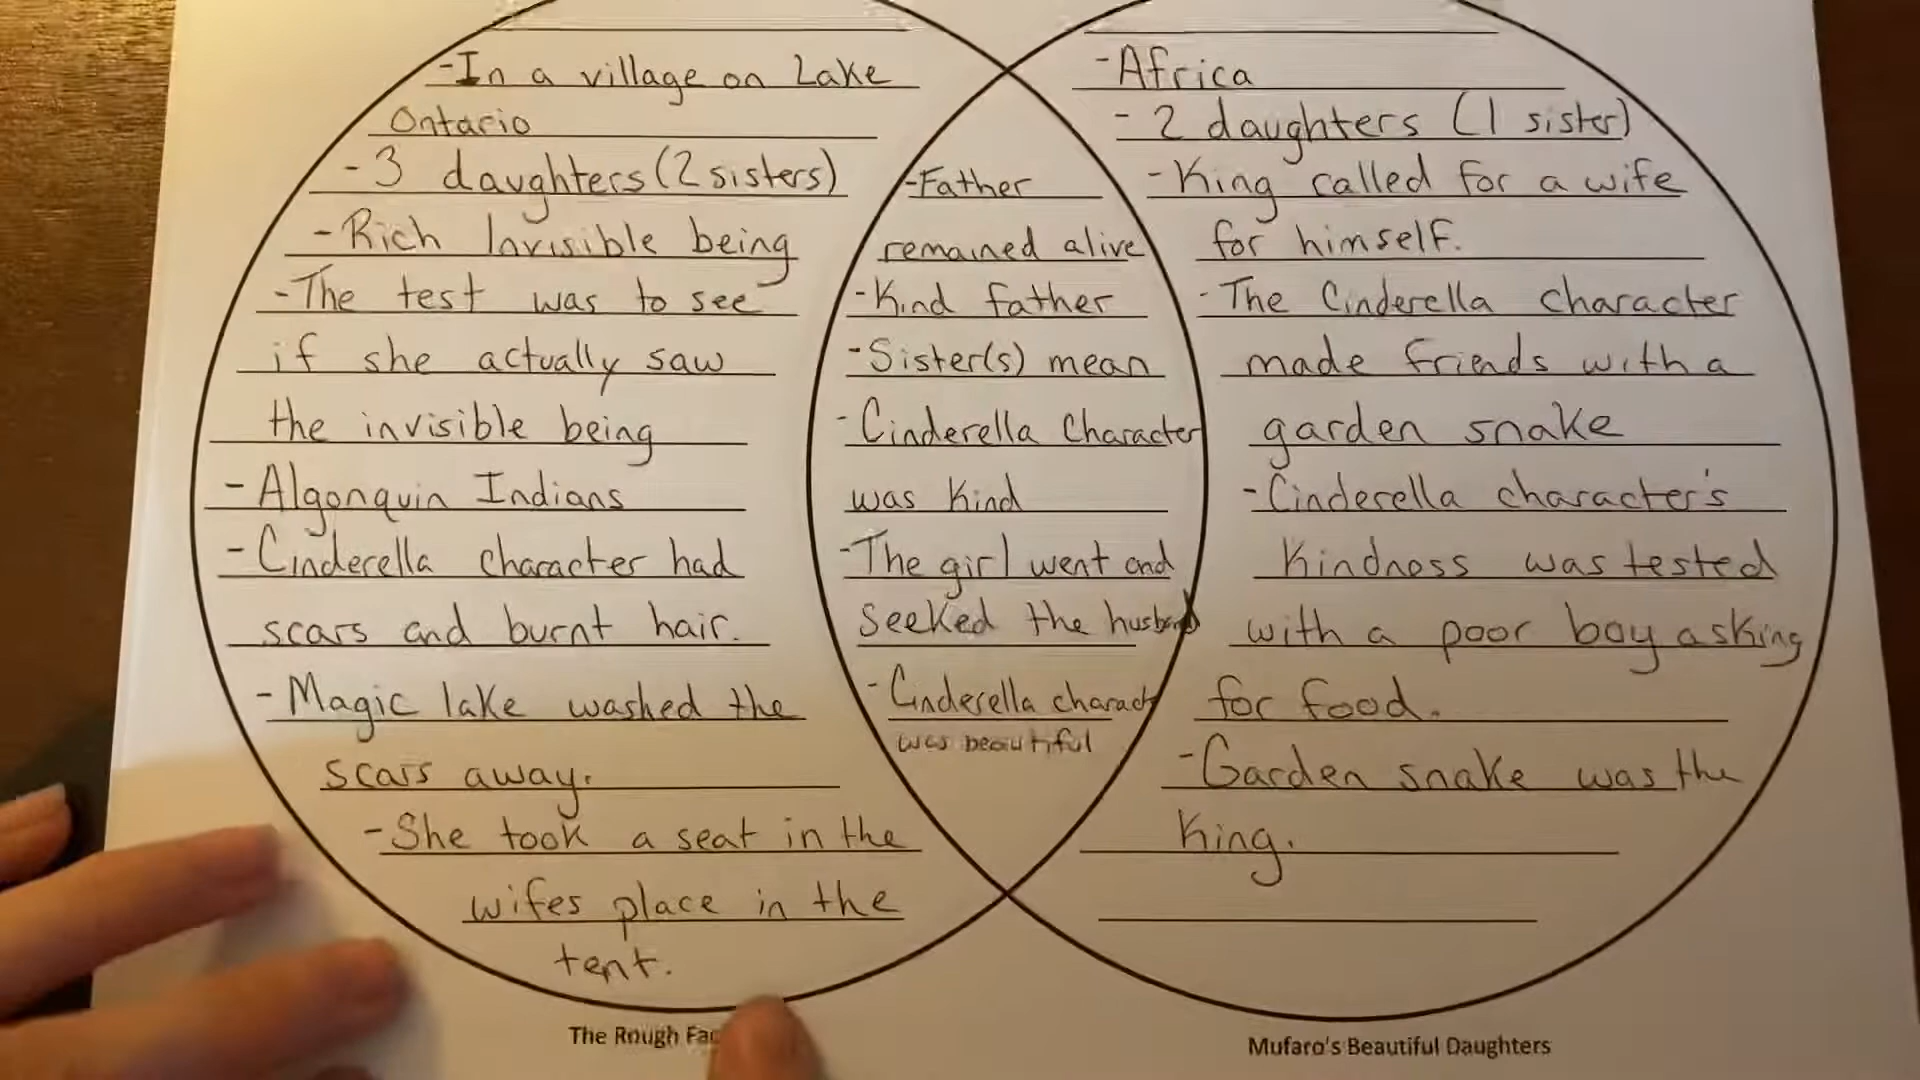 -In a village on Lake
Ontario
-3 daughters (2 sisters)
-Rich Invisible being
-The test was to see
if she actually saw
the invisible being
-Algonquin Indians
-Cinderella character had
scars and burnt hair.
-Magic lake washed the
scars away.
-She took a seat in the
wifes place in the
tent.
-Father
remained alive
-Kind father
-Sister(s) mean
-Cinderella Character
was kind
-The girl went and
seeked the husband
-Cinderella charact
was beautiful
-Africa
-2 daughters (1 sister)
-King called for a wife
for himself.
-The Cinderella character
made friends with a
garden snake
-Cinderella character's
kindness was tested
with a poor boy asking
for food.
-Garden snake was the
King.
The Rough Fac
Mufaro's Beautiful Daughters